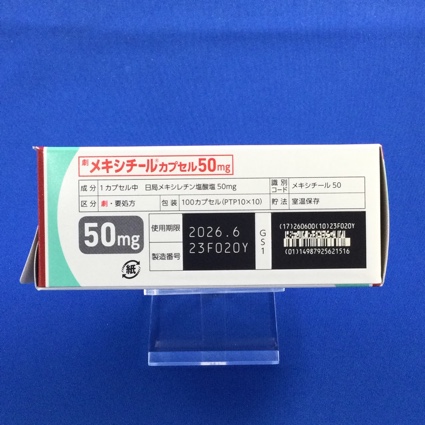 劇 メキシチール®カプセル50mg
成分 1カプセル中 日局メキシレチン塩酸塩 50mg 識別コード メキシチール 50
区分 劇・要処方 包装 100カプセル(PTP10×10) 貯法 室温保存
50mg
使用期限 2026.6
製造番号 23F020Y
GS1
(17)260600(10)23F020Y
(01)14987925621516
紙